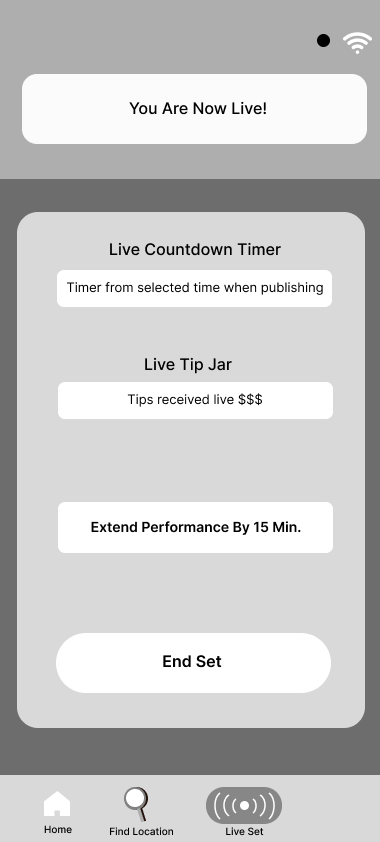 You Are Now Live!
Live Countdown Timer
Timer from selected time when publishing
Live Tip Jar
Tips received live $$$
Extend Performance By 15 Min.
End Set
Home
Find Location
Live Set